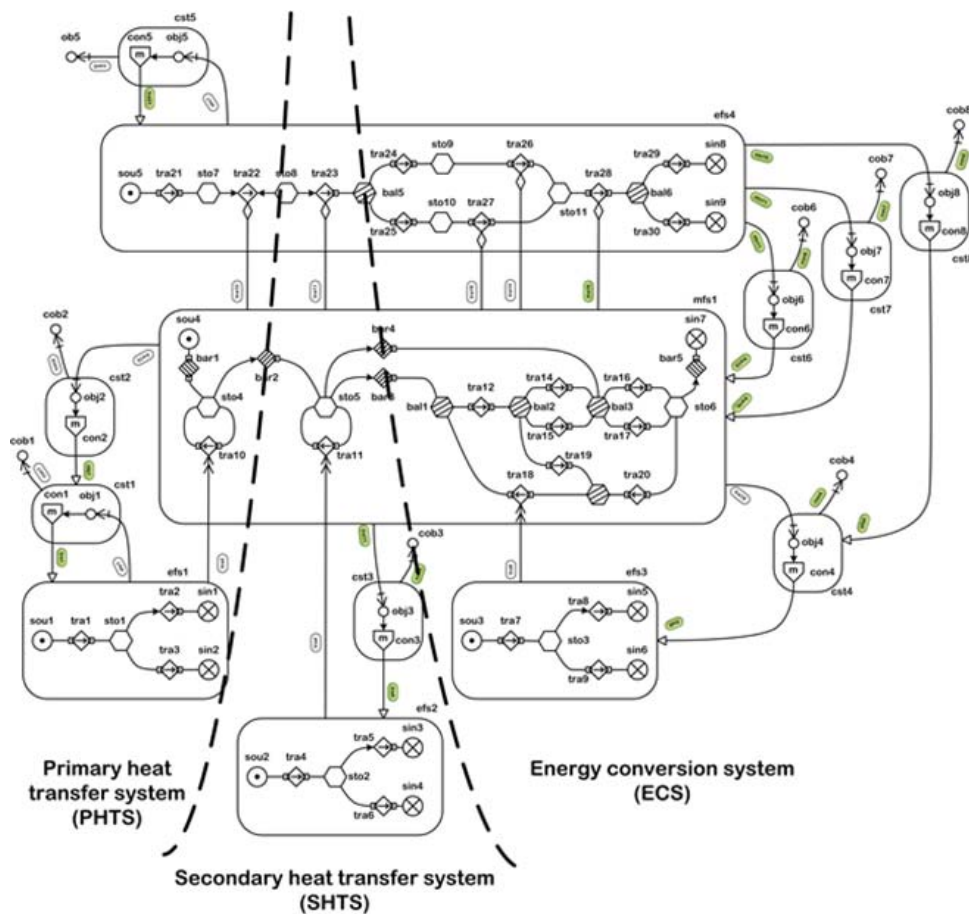 cst5
con5 obj5
ob5
m
efs4
tra24 sto9 tra26 tra29 sin8
sou5 tra21 sto7 tra22 sto8 tra23 bal5 tra28 bal6
sto10 tra27 sto11 sin9
tra25 tra30
cob8
cob7
cob6
obj8
m
con8
obj7
m
con7
cst7
obj6
m
con6
cst6
mfs1
sou4 bar4 sin7
bar1 bar2 bar5
sto4 sto5 tra12 tra14 tra16
bal1 bal2 bal3 sto6
tra15 tra17
tra10 tra11 tra19
tra18 tra20
cob2
cst2
obj2
m
con2
cob1
cst1
con1 obj1
m
efs1
tra2 sin1
sou1 tra1 sto1
tra3 sin2
cob3
cst3
obj3
m
con3
efs2
tra5 sin3
sou2 tra4
sto2
sin4
tra6
efs3
tra8 sin5
sou3 tra7
sto3
sin6
tra9
cob4
obj4
m
con4
cst4
Primary heat
transfer system
(PHTS)
Secondary heat transfer system
(SHTS)
Energy conversion system
(ECS)